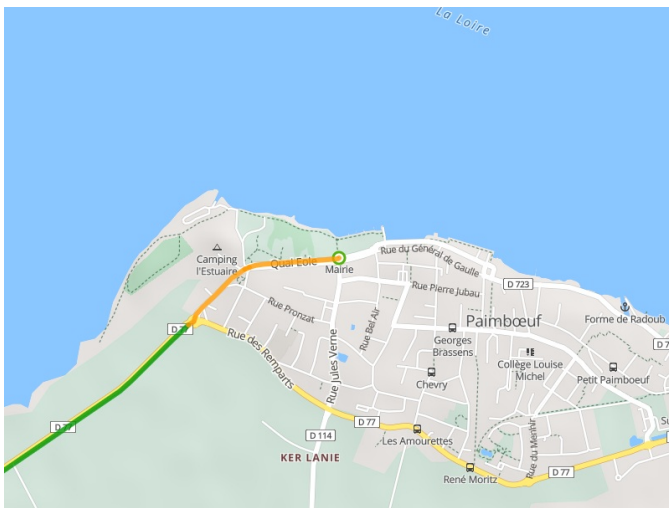 La Loire
Camping
l'Estuaire
Quai Eole
Mairie
Rue du Général de Gaulle
D 723
Rue Pierre Jubau
Rue Pronzat
Rue Bel Air
Rue Jules Verne
Paimbœuf
Forme de Radoub
D 77
Rue des Remparts
Georges
Brassens
Collège Louise
Michel
Petit Paimboeuf
Chevry
D 77
D 77
D 114
Les Amourettes
Rue du Menhir
KER LANIE
René Moritz
D 77